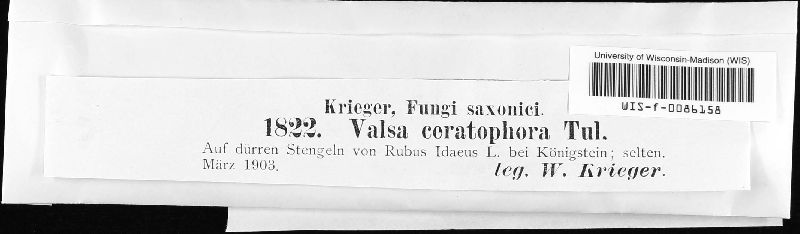 University of Wisconsin-Madison (WIS)
WIS-f-0086158
Krieger, Fungi saxonici.
1822. Valsa ceratophora Tul.
Auf dürren Stengeln von Rubus Idaeus L. bei Königstein; selten.
März 1903.
leg. W. Krieger.